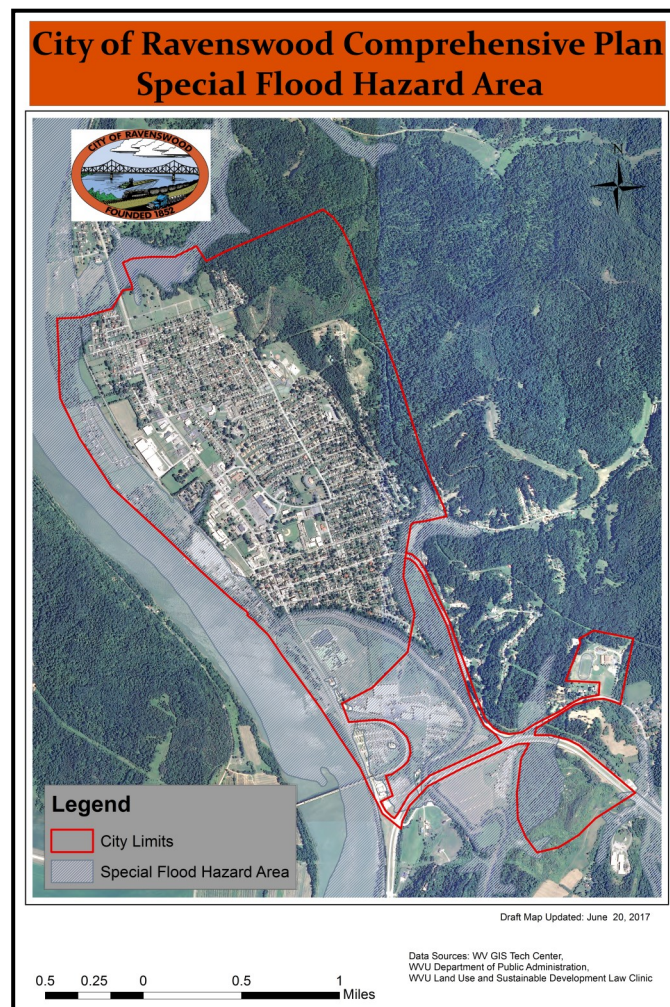 City of Ravenswood Comprehensive Plan
Special Flood Hazard Area
CITY OF RAVENSWOOD
FOUNDED 1852
N
Legend
City Limits
Special Flood Hazard Area
Draft Map Updated: June 20, 2017
Data Sources: WV GIS Tech Center,
WVU Department of Public Administration,
WVU Land Use and Sustainable Development Law Clinic
0.5 0.25 0 0.5 1
Miles